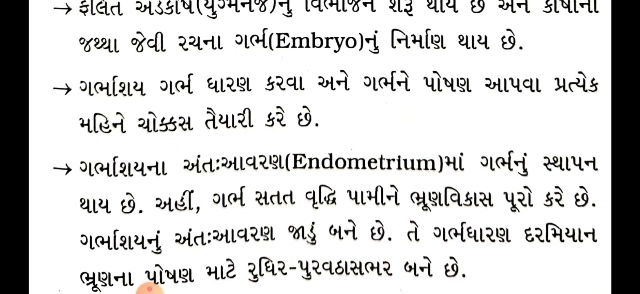 → ફલિત અંડકોષ(યુગ્મનજ)નું વિભાજન શરૂ થાય છે અને કોષોના
જથ્થા જેવી રચના ગર્ભ(Embryo)નું નિર્માણ થાય છે.
→ ગર્ભાશય ગર્ભ ધારણ કરવા અને ગર્ભને પોષણ આપવા પ્રત્યેક
મહિને ચોક્કસ તૈયારી કરે છે.
→ ગર્ભાશયના અંતઃઆવરણ(Endometrium)માં ગર્ભનું સ્થાપન
થાય છે. અહીં, ગર્ભ સતત વૃદ્ધિ પામીને ભ્રૂણવિકાસ પૂરો કરે છે.
ગર્ભાશયનું અંતઃઆવરણ જાડું બને છે. તે ગર્ભધારણ દરમિયાન
ભ્રૂણના પોષણ માટે રુધિર-પુરવઠાસભર બને છે.